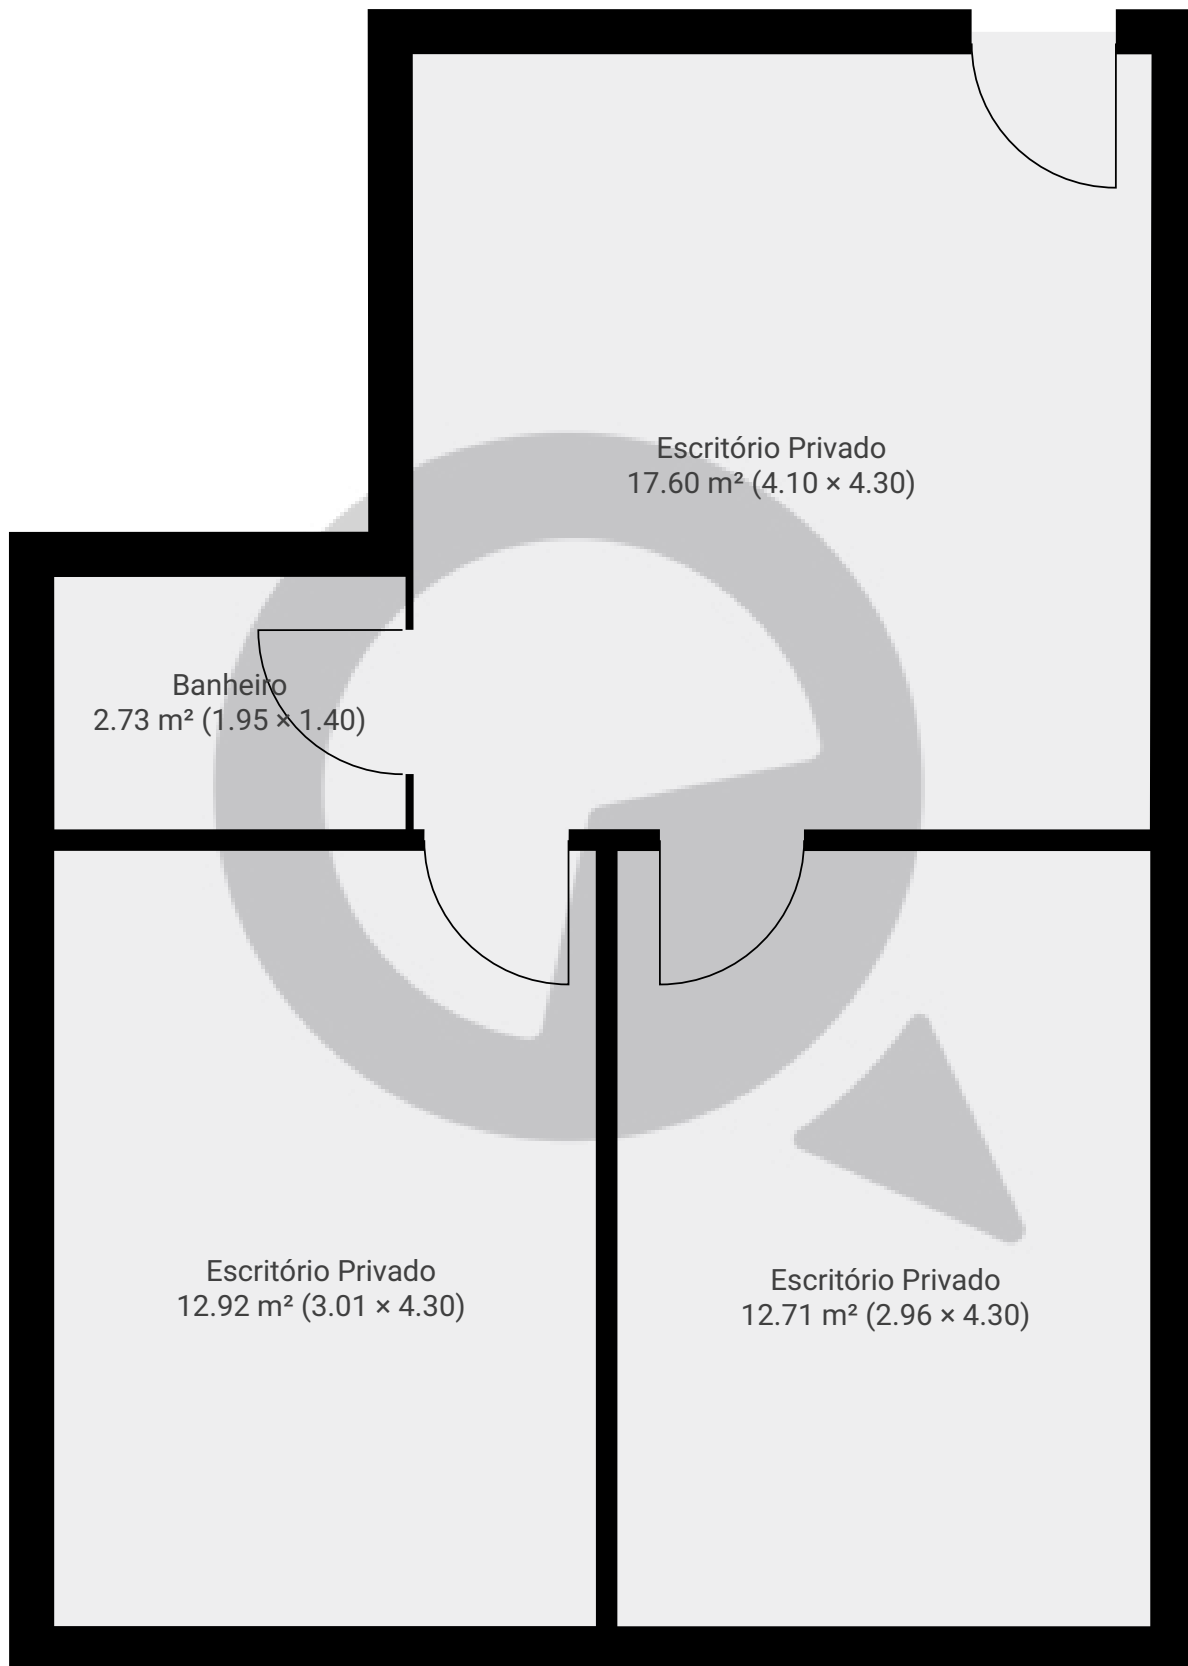 Escritório Privado
17.60 m² (4.10 × 4.30)
Banheiro
2.73 m² (1.95 × 1.40)
Escritório Privado
12.92 m² (3.01 × 4.30)
Escritório Privado
12.71 m² (2.96 × 4.30)